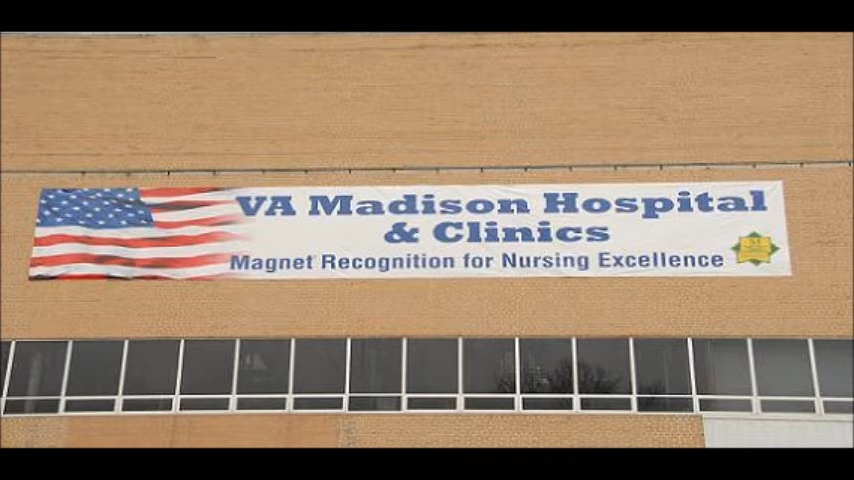 VA Madison Hospital
& Clinics
Magnet Recognition for Nursing Excellence